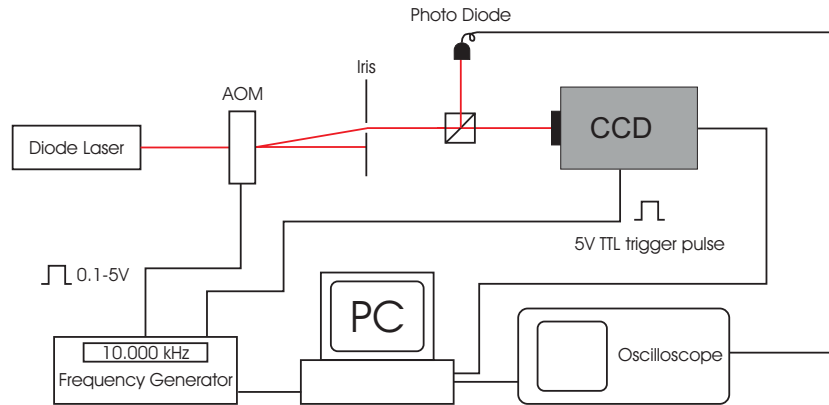 Photo Diode
Iris
AOM
CCD
Diode Laser
5V TTL trigger pulse
0.1-5V
PC
10.000 kHz
Oscilloscope
Frequency Generator